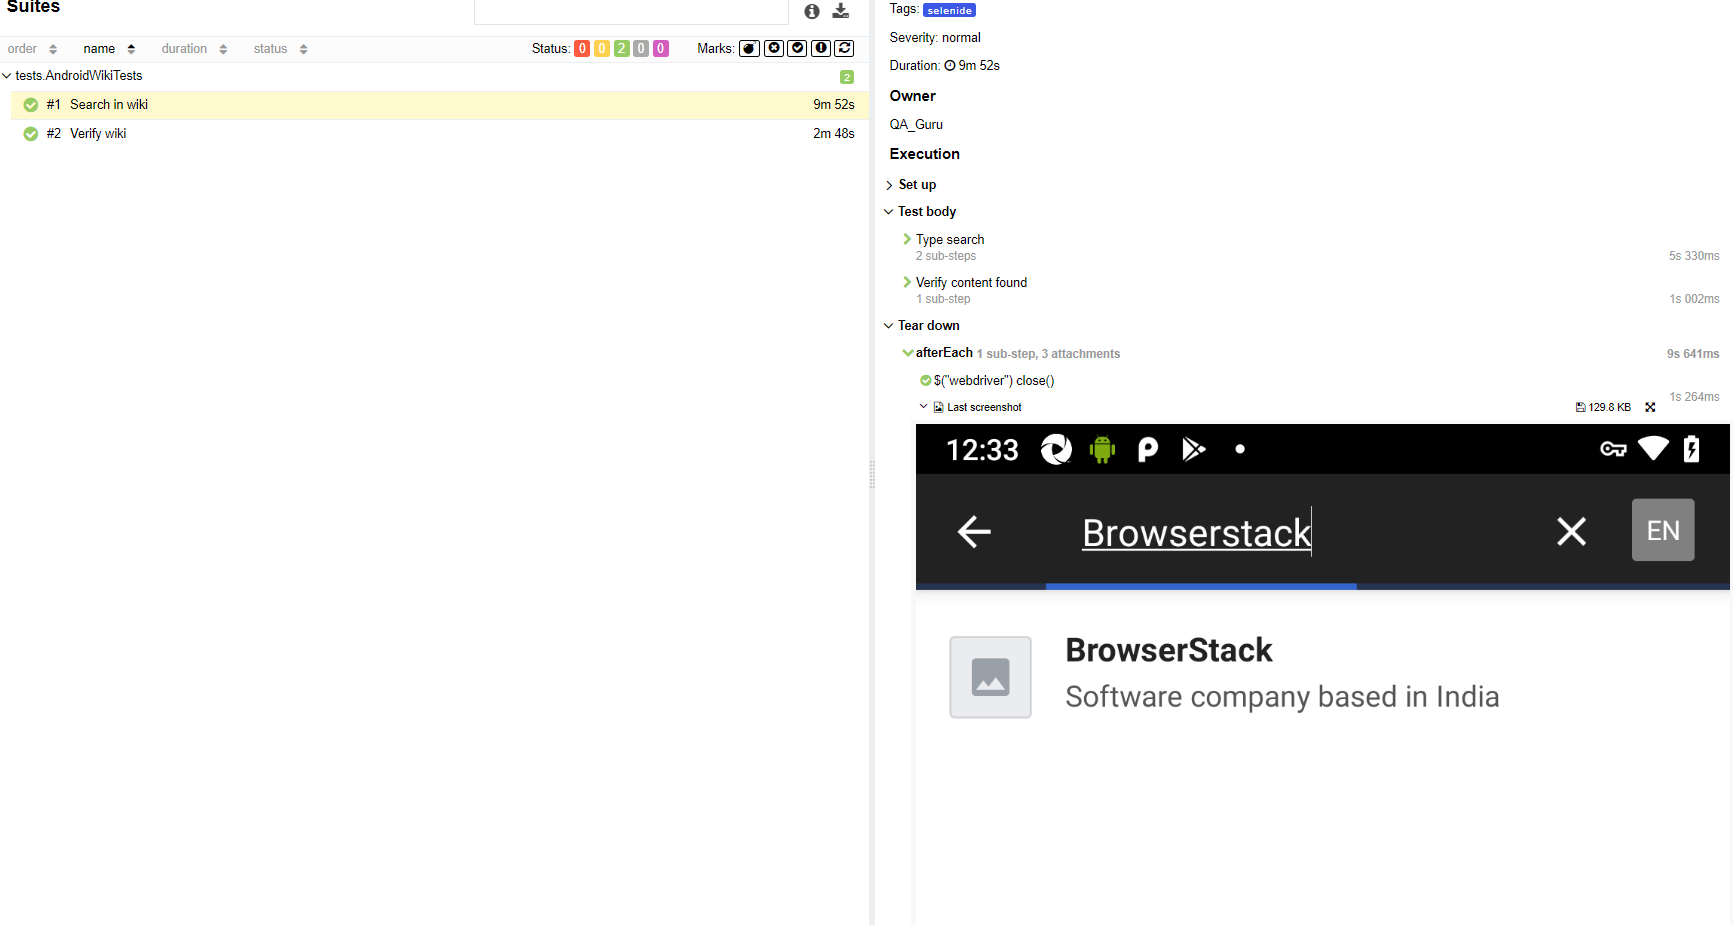 Suites
order name duration status Status: 0 0 2 0 0 Marks:
tests.AndroidWikiTests 2
#1 Search in wiki 9m 52s
#2 Verify wiki 2m 48s
Tags: selenide
Severity: normal
Duration: 9m 52s
Owner
QA_Guru
Execution
Set up
Test body
Type search
2 sub-steps 5s 330ms
Verify content found
1 sub-step 1s 002ms
Tear down
afterEach 1 sub-step, 3 attachments 9s 641ms
$("webdriver") close()
1s 264ms
Last screenshot 129.8 KB
12:33
Browserstack EN
BrowserStack
Software company based in India